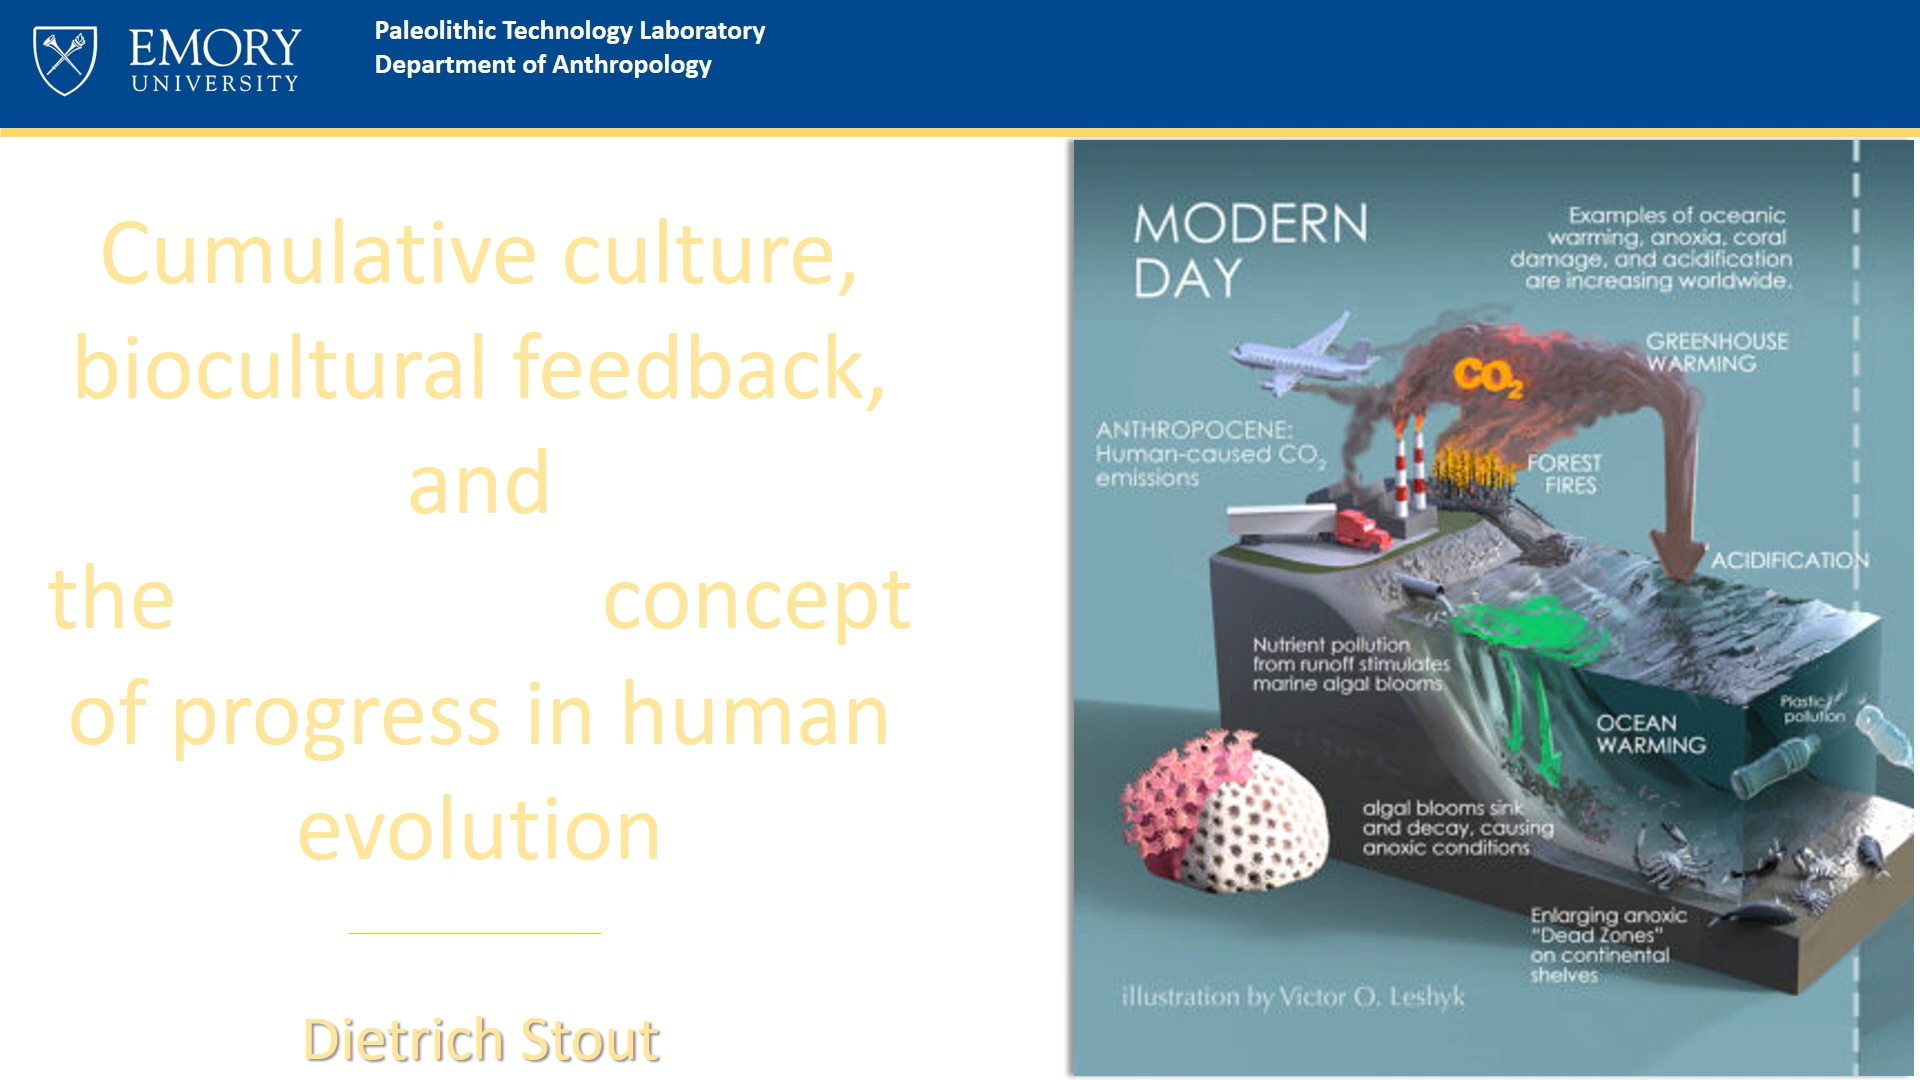 EMORY
UNIVERSITY
Paleolithic Technology Laboratory
Department of Anthropology
Cumulative culture,
biocultural feedback,
and
the concept
of progress in human
evolution
Dietrich Stout
MODERN
DAY
Examples of oceanic
warming, anoxia, coral
damage, and acidification
are increasing worldwide.
GREENHOUSE
WARMING
CO₂
ANTHROPOCENE:
Human-caused CO₂
emissions
FOREST
FIRES
ACIDIFICATION
Nutrient pollution
from runoff stimulates
marine algal blooms.
Plastic
pollution
OCEAN
WARMING
algal blooms sink
and decay, causing
anoxic conditions
Enlarging anoxic
"Dead Zones"
on continental
shelves
illustration by Victor O. Leshyk